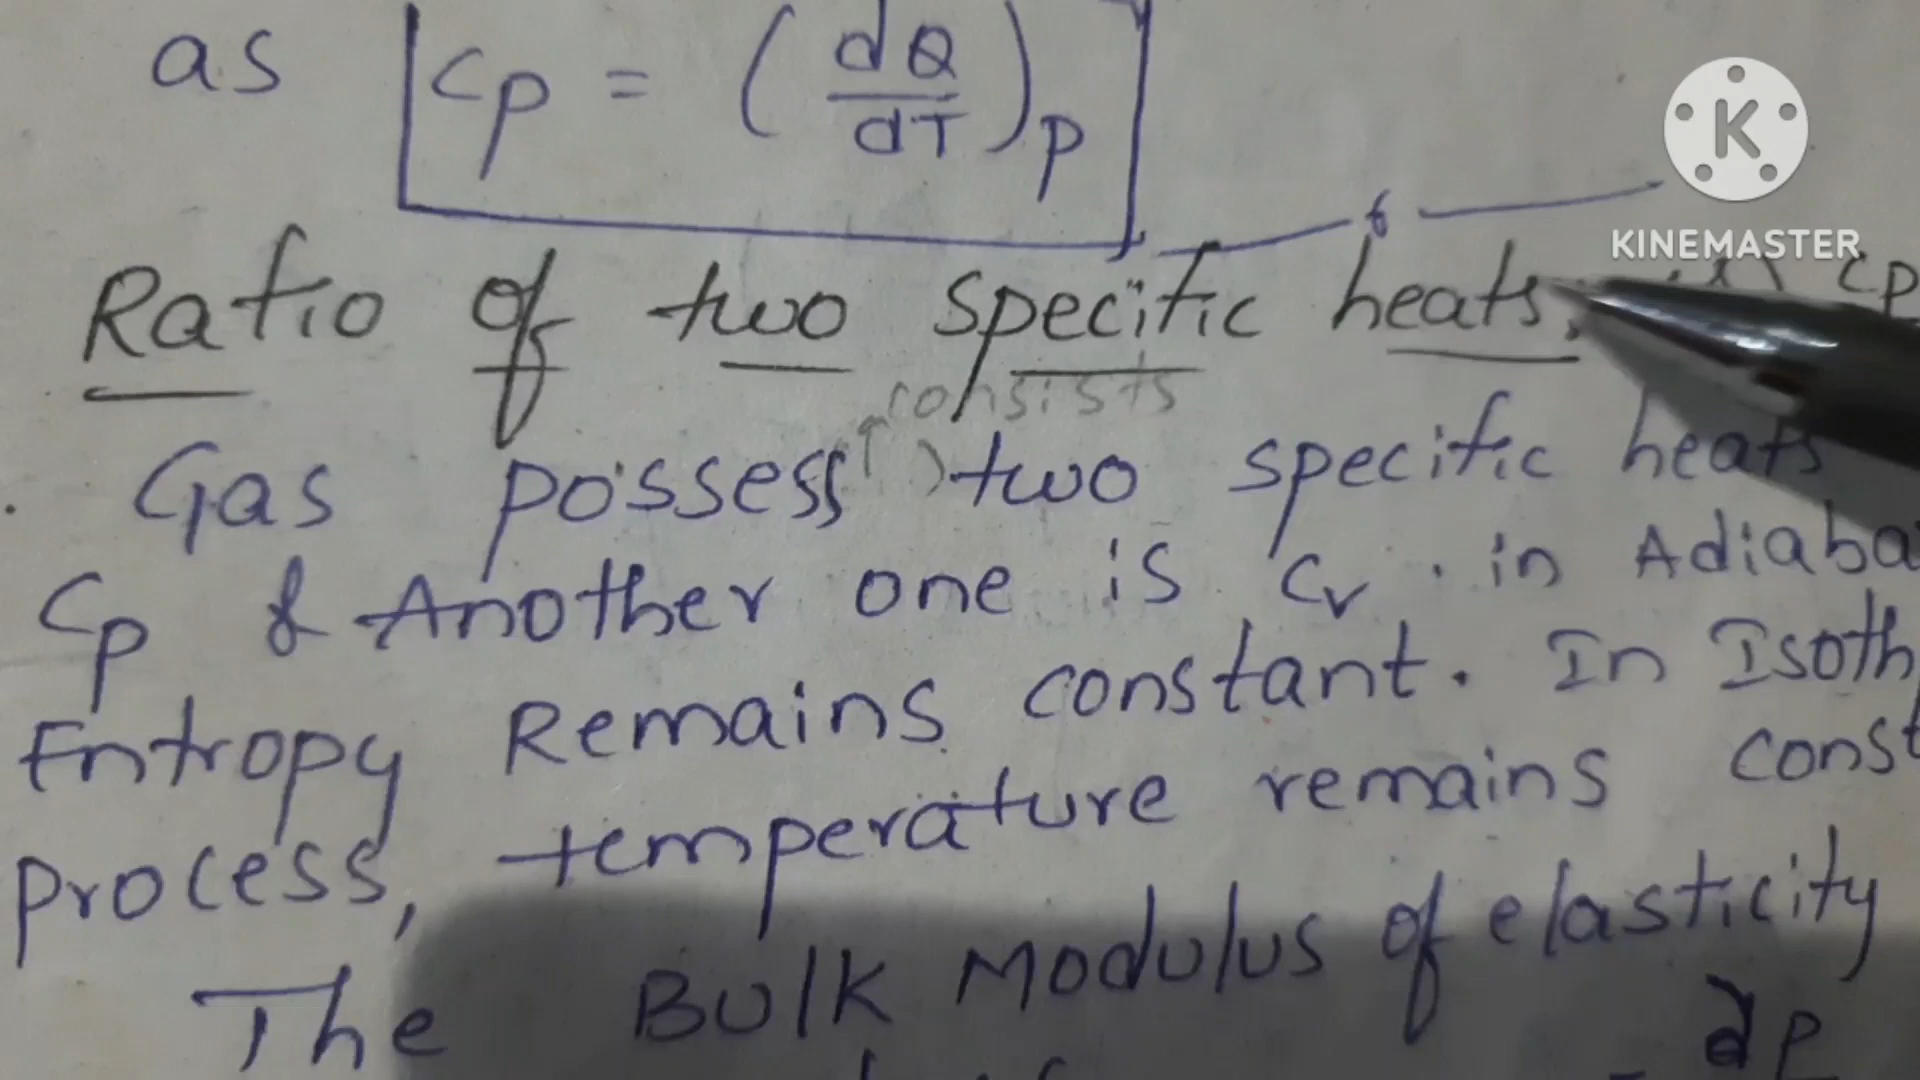 as Cp = (dQ/dT)p
K
KINEMASTER
Ratio of two specific heats: Cp
consists
Gas possess ( ) two specific heats
Cp & Another one is Cv . in Adiaba
Entropy Remains constant. In Isoth
process, temperature remains const
The Bulk Modulus of elasticity
= ∂P